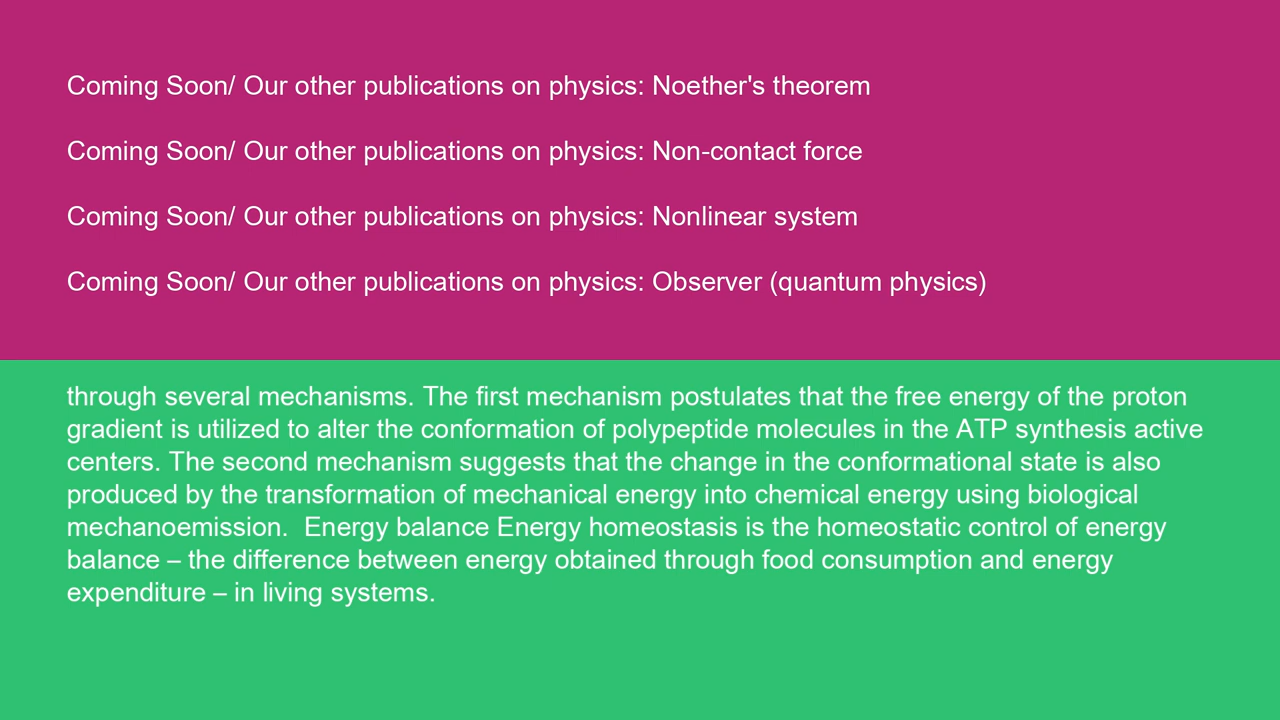 Coming Soon/ Our other publications on physics: Noether's theorem
Coming Soon/ Our other publications on physics: Non-contact force
Coming Soon/ Our other publications on physics: Nonlinear system
Coming Soon/ Our other publications on physics: Observer (quantum physics)
through several mechanisms. The first mechanism postulates that the free energy of the proton
gradient is utilized to alter the conformation of polypeptide molecules in the ATP synthesis active
centers. The second mechanism suggests that the change in the conformational state is also
produced by the transformation of mechanical energy into chemical energy using biological
mechanoemission.  Energy balance Energy homeostasis is the homeostatic control of energy
balance – the difference between energy obtained through food consumption and energy
expenditure – in living systems.